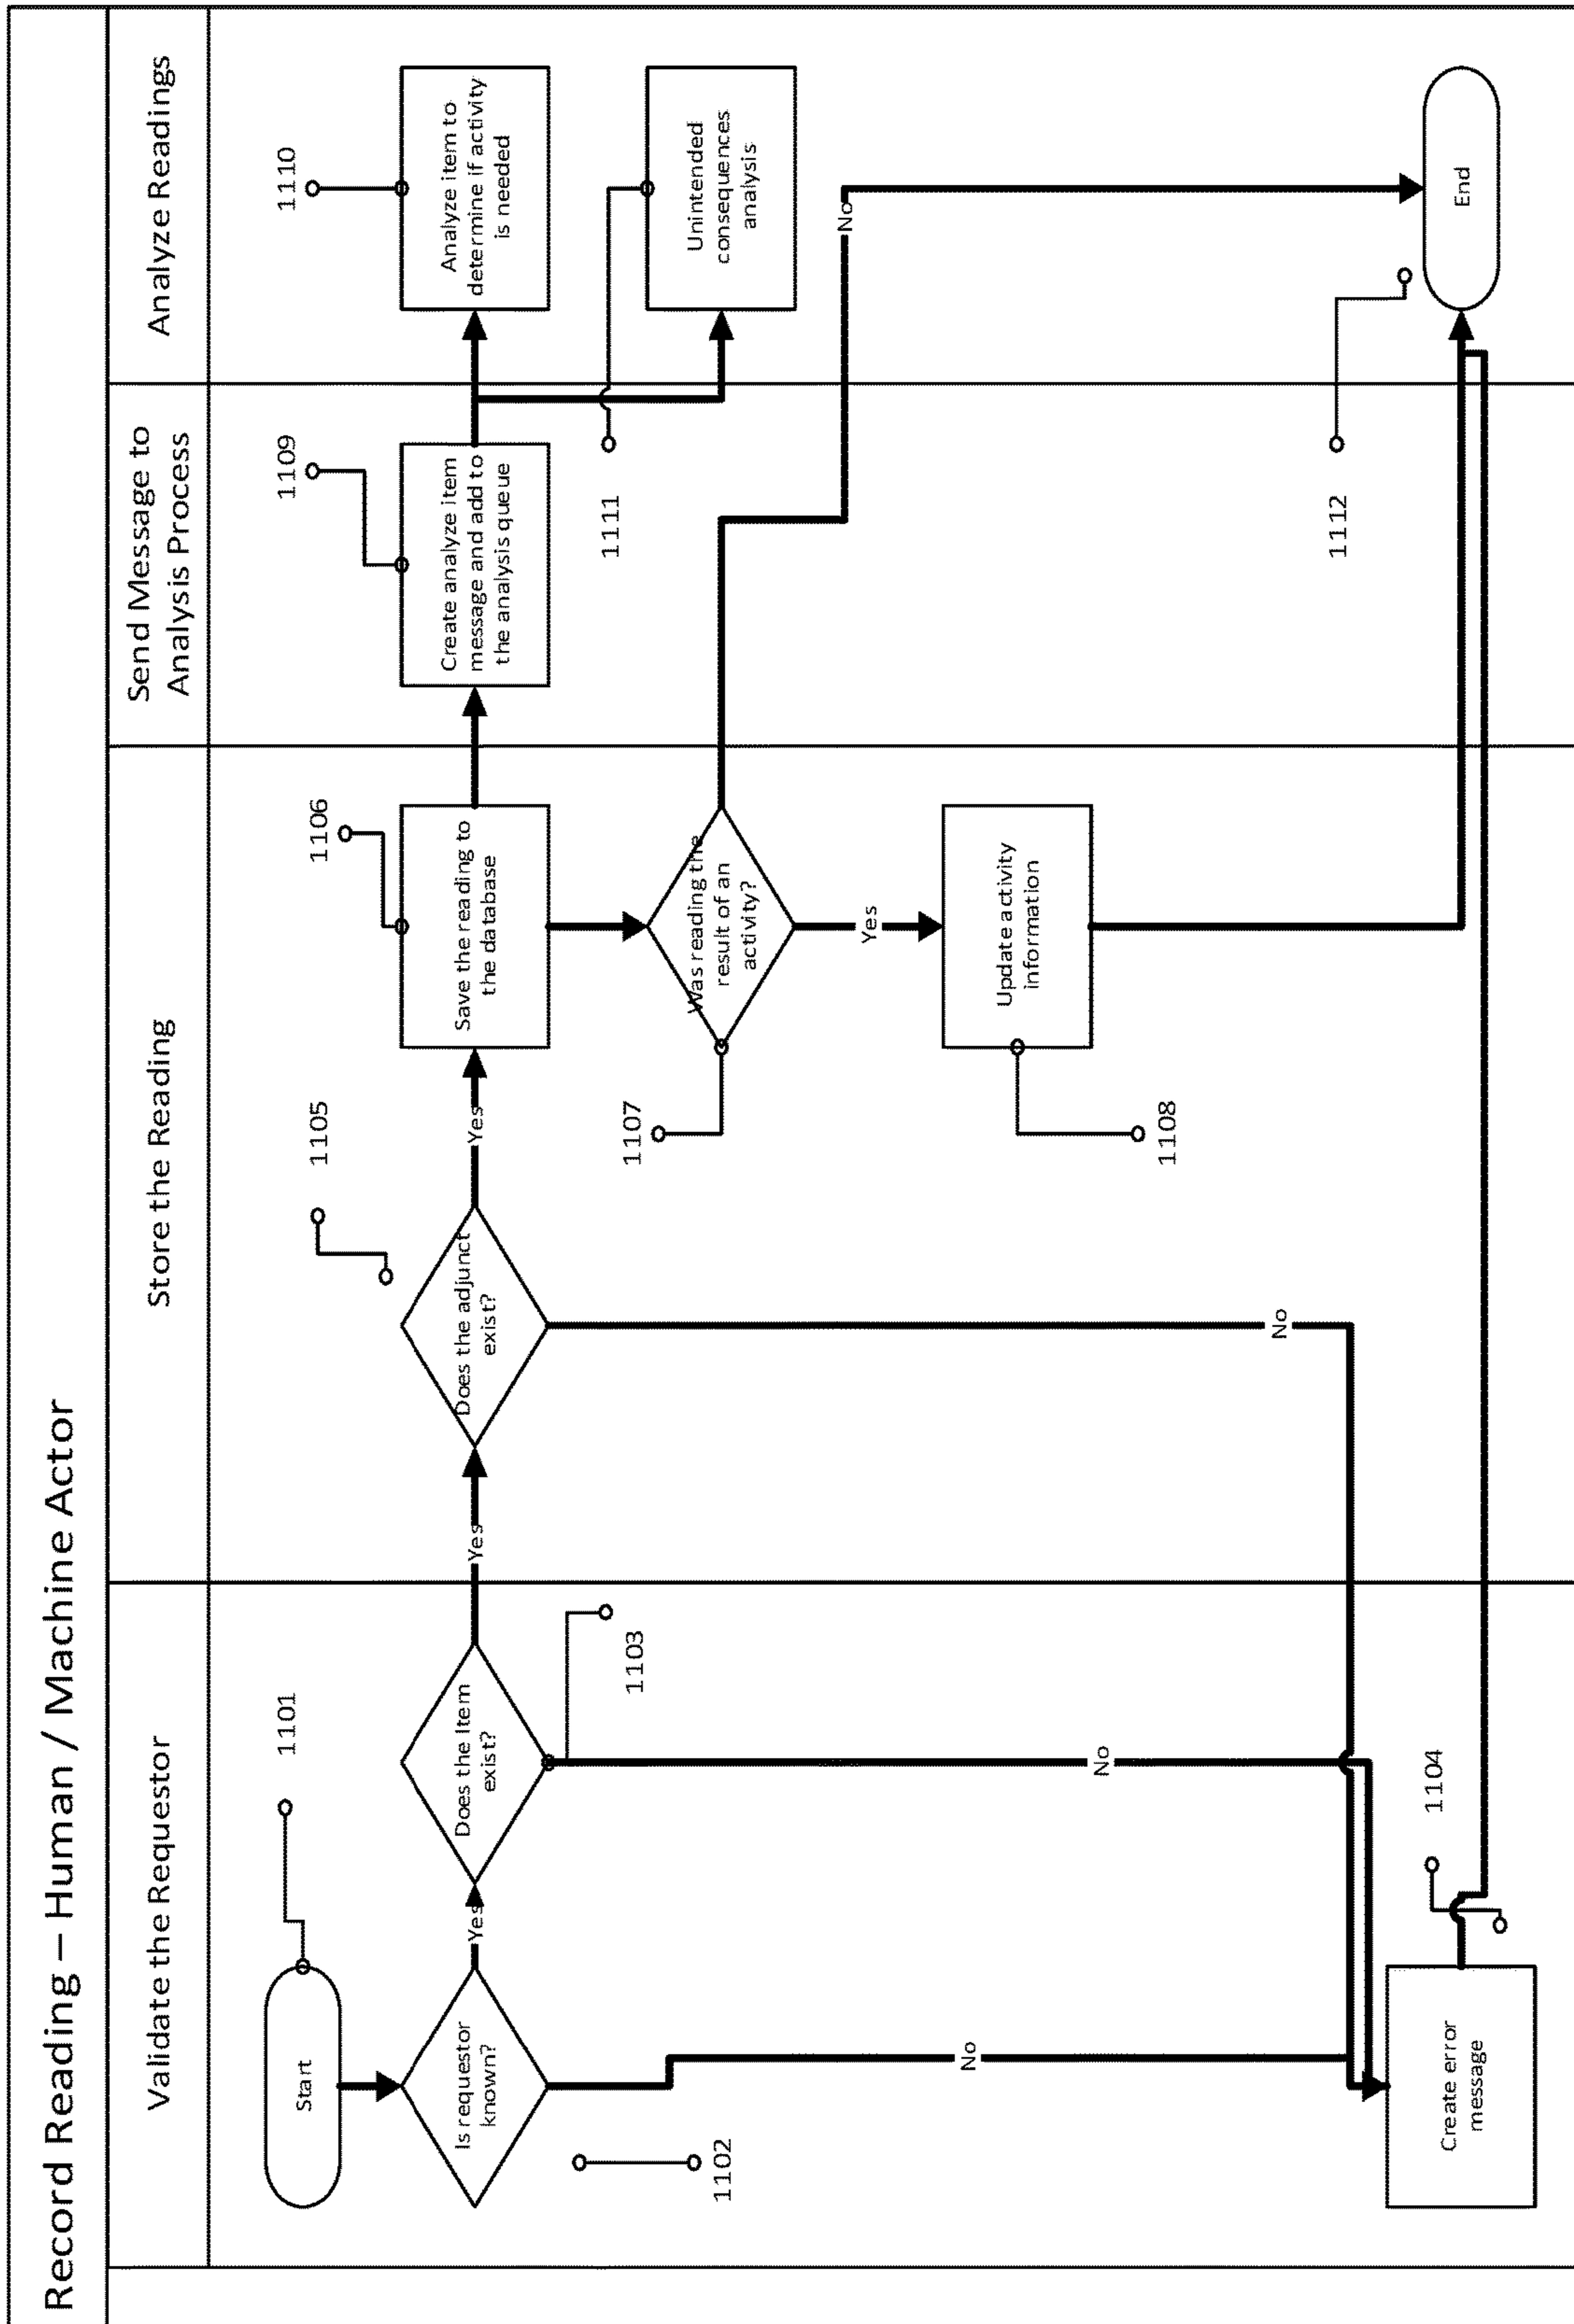 Record Reading – Human / Machine Actor
Validate the Requestor
Store the Reading
Send Message to
Analysis Process
Analyze Readings
Start
1101
Is requestor
known?
1102
Yes
No
Does the Item
exist?
1103
Yes
No
Create error
message
1104
Does the adjunct
exist?
1105
Yes
No
Save the reading to
the database
1106
Was reading the
result of an
activity?
1107
Yes
No
Update activity
information
1108
Create analyze item
message and add to
the analysis queue
1109
Analyze item to
determine if activity
is needed
1110
Unintended
consequences
analysis
1111
End
1112